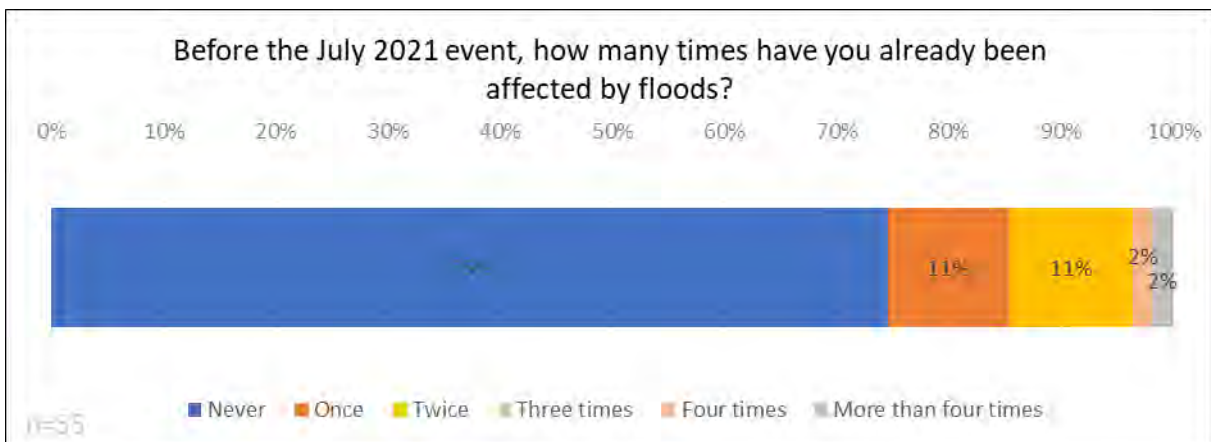 Before the July 2021 event, how many times have you already been
affected by floods?
0% 10% 20% 30% 40% 50% 60% 70% 80% 90% 100%
11% 11% 2% 2%
Never Once Twice Three times Four times More than four times
n=55